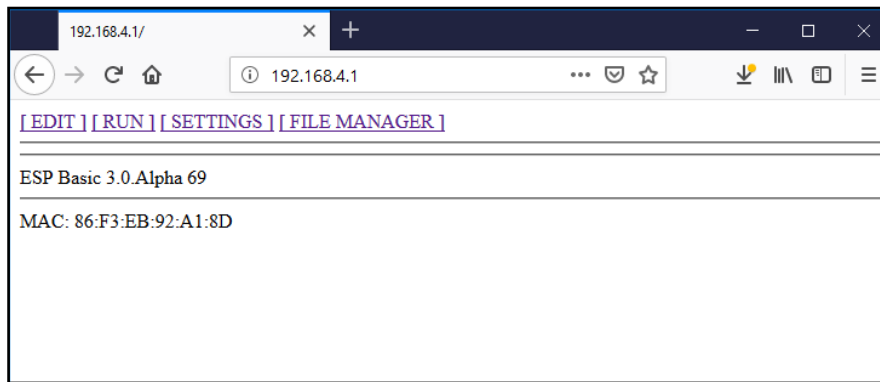 192.168.4.1/
192.168.4.1
[ EDIT ] [ RUN ] [ SETTINGS ] [ FILE MANAGER ]
ESP Basic 3.0.Alpha 69
MAC: 86:F3:EB:92:A1:8D